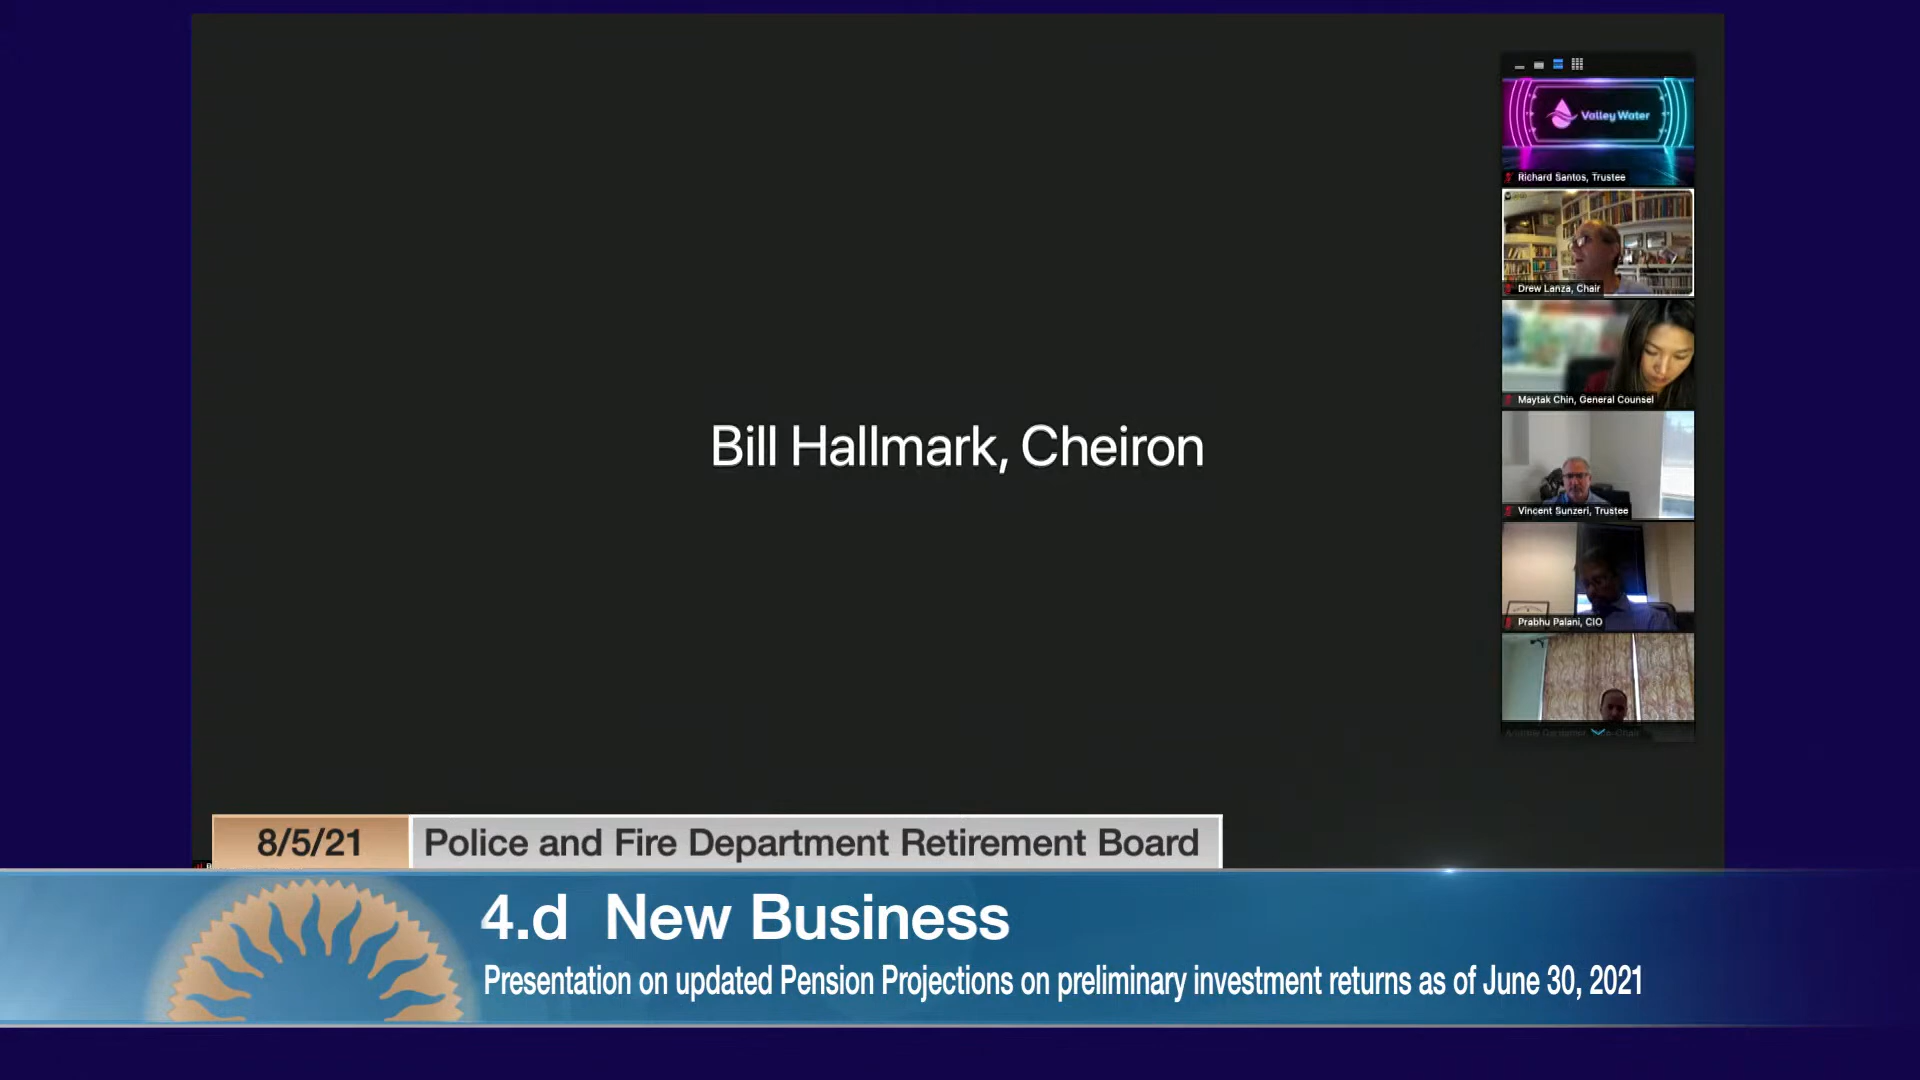 Valley Water
Richard Santos, Trustee
Drew Lanza, Chair
Maytak Chin, General Counsel
Bill Hallmark, Cheiron
Vincent Sunzeri, Trustee
Prabhu Palani, CIO
8/5/21
Police and Fire Department Retirement Board
4.d New Business
Presentation on updated Pension Projections on preliminary investment returns as of June 30, 2021